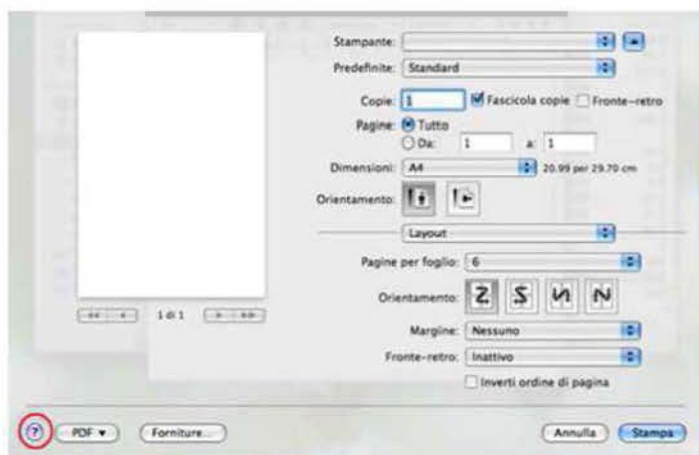 Stampante:
Predefinite: Standard
Copie: 1 Fascicola copie Fronte-retro
Pagine: Tutto
Da: 1 a: 1
Dimensioni: A4 20.99 per 29.70 cm
Orientamento:
Layout
Pagine per foglio: 6
Orientamento:
Margine: Nessuno
1 di 1
Fronte-retro: Inattivo
Inverti ordine di pagina
? PDF Forniture... Annulla Stampa